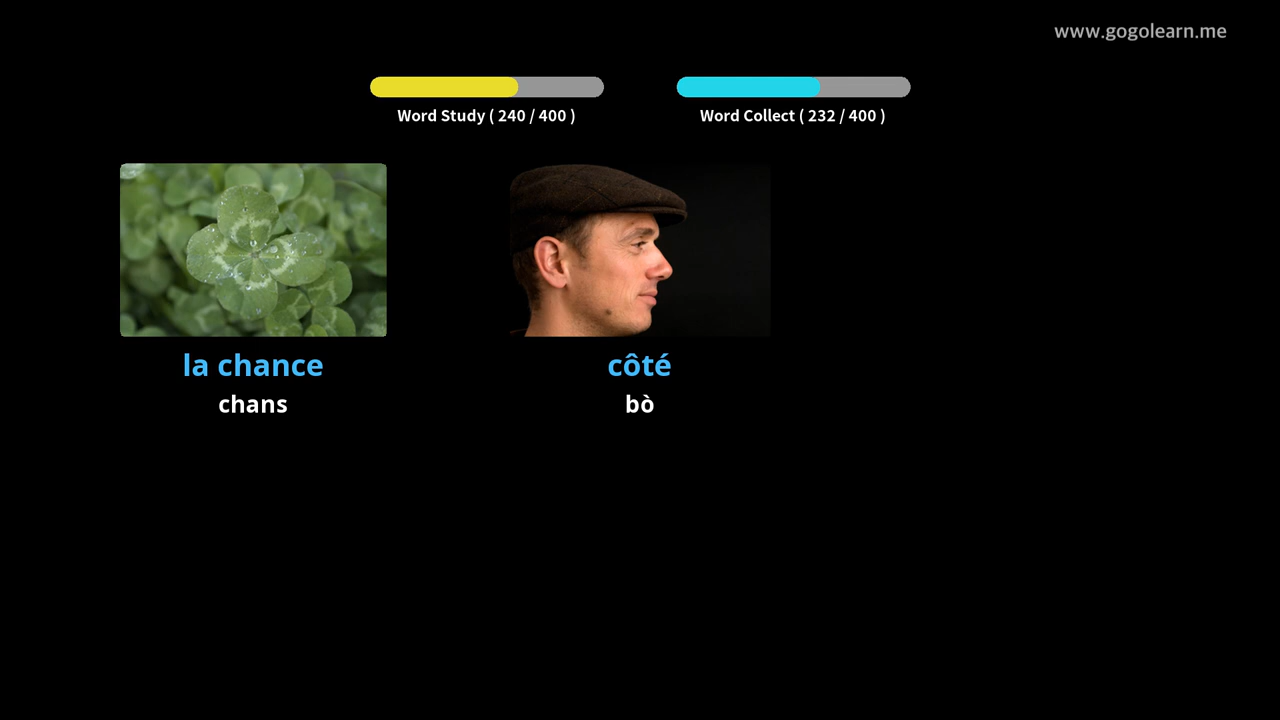 www.gogolearn.me
Word Study ( 240 / 400 )
Word Collect ( 232 / 400 )
la chance
chans
côté
bò